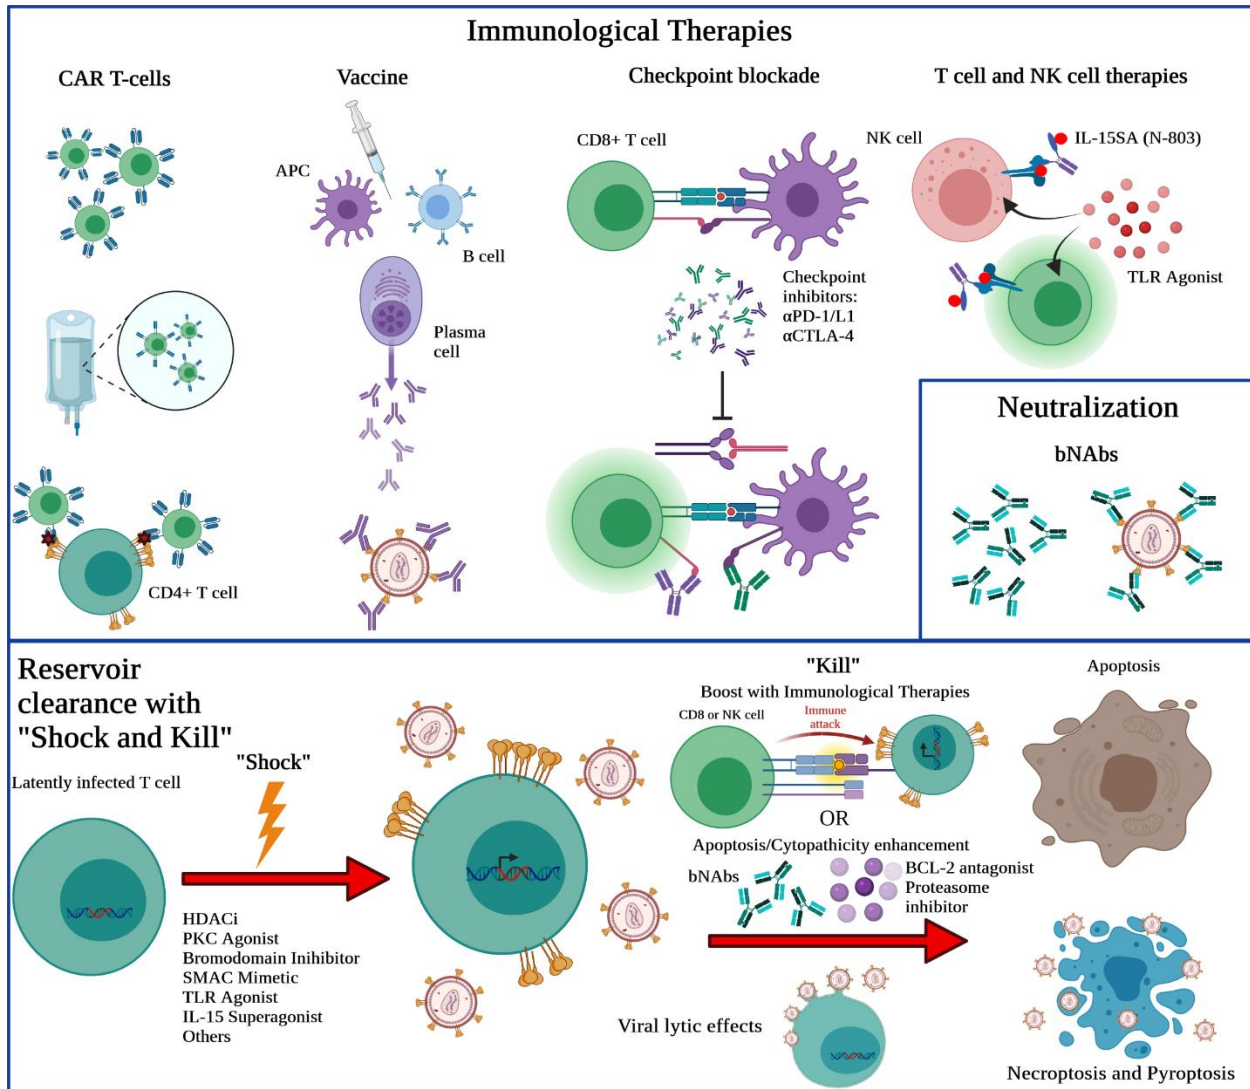 Immunological Therapies
CAR T-cells
Vaccine
APC
B cell
Plasma
cell
CD4+ T cell
Checkpoint blockade
CD8+ T cell
Checkpoint
inhibitors:
αPD-1/L1
αCTLA-4
T cell and NK cell therapies
NK cell
IL-15SA (N-803)
TLR Agonist
Neutralization
bNAbs
Reservoir
clearance with
"Shock and Kill"
Latently infected T cell
"Shock"
HDACi
PKC Agonist
Bromodomain Inihibitor
SMAC Mimetic
TLR Agonist
IL-15 Superagonist
Others
"Kill"
Boost with Immunological Therapies
CD8 or NK cell
Immune
attack
OR
Apoptosis/Cytopathicity enhancement
bNAbs
BCL-2 antagonist
Proteasome
inhibitor
Viral lytic effects
Apoptosis
Necroptosis and Pyroptosis